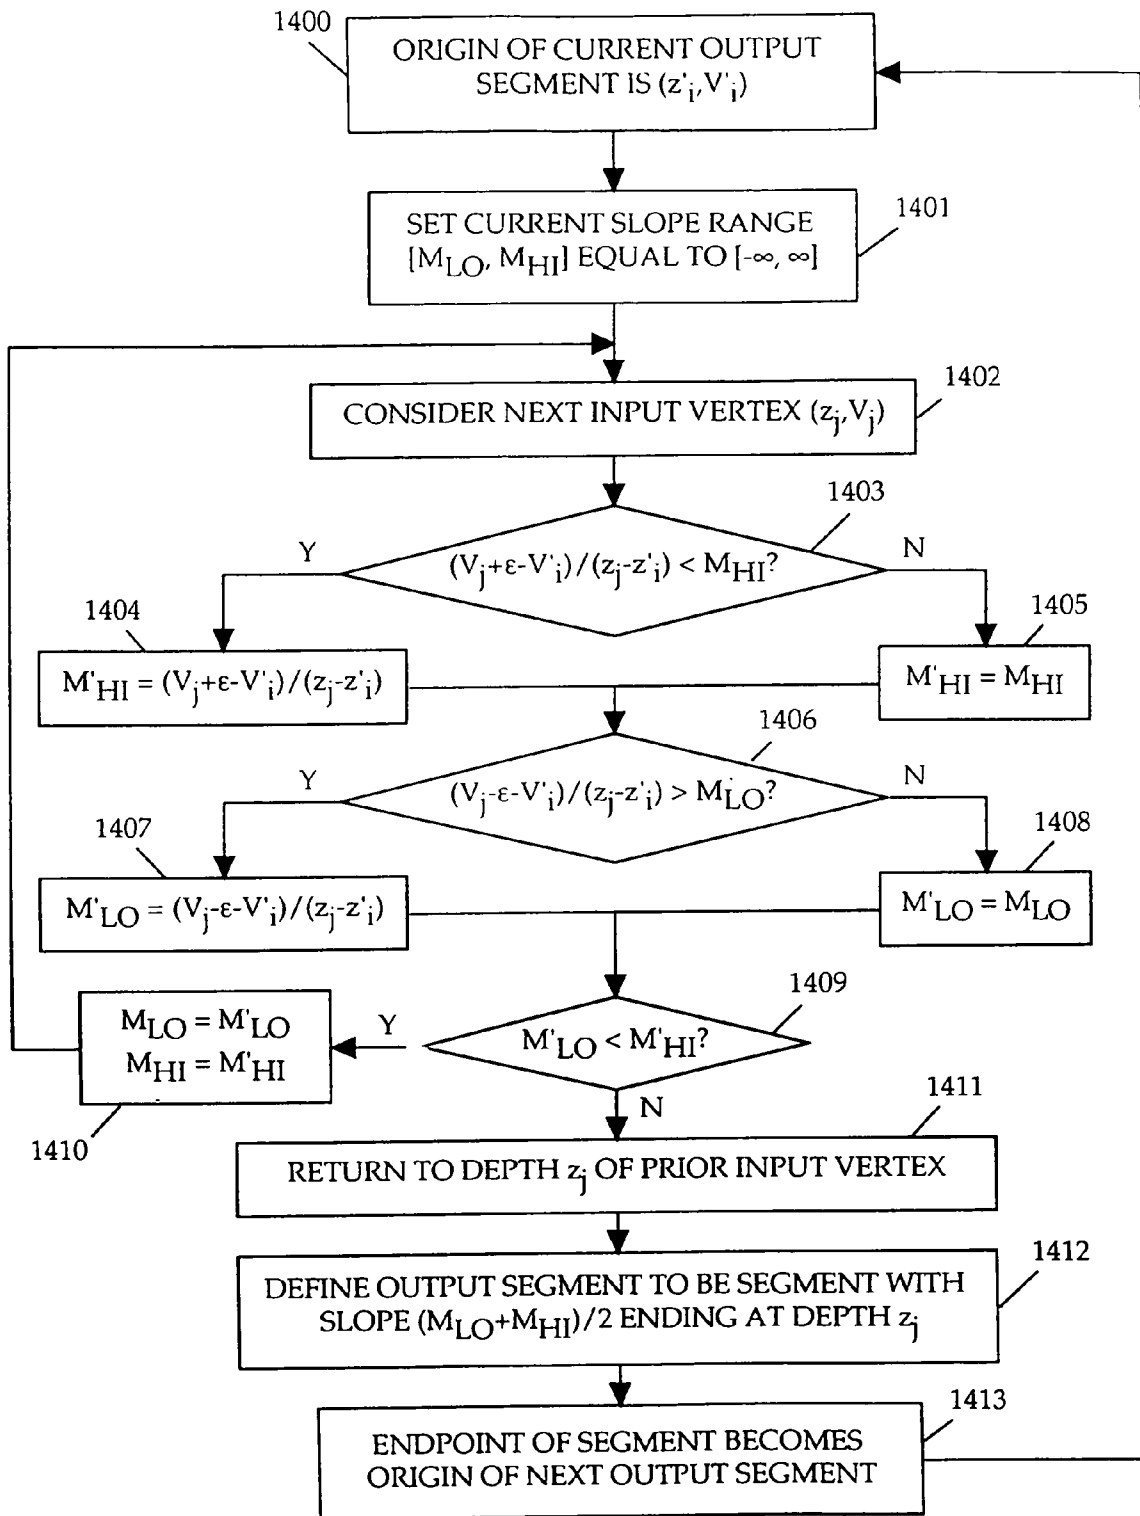 1400
ORIGIN OF CURRENT OUTPUT
SEGMENT IS (z'i,V'i)
1401
SET CURRENT SLOPE RANGE
[MLO, MHI] EQUAL TO [-∞, ∞]
1402
CONSIDER NEXT INPUT VERTEX (zj,Vj)
1403
Y
(Vj+ε-V'i)/(zj-z'i) < MHI?
N
1404
1405
M'HI = (Vj+ε-V'i)/(zj-z'i)
M'HI = MHI
1406
Y
(Vj-ε-V'i)/(zj-z'i) > MLO?
N
1407
1408
M'LO = (Vj-ε-V'i)/(zj-z'i)
M'LO = MLO
1409
MLO = M'LO
MHI = M'HI
Y
M'LO < M'HI?
1410
N
1411
RETURN TO DEPTH zj OF PRIOR INPUT VERTEX
1412
DEFINE OUTPUT SEGMENT TO BE SEGMENT WITH
SLOPE (MLO+MHI)/2 ENDING AT DEPTH zj
1413
ENDPOINT OF SEGMENT BECOMES
ORIGIN OF NEXT OUTPUT SEGMENT